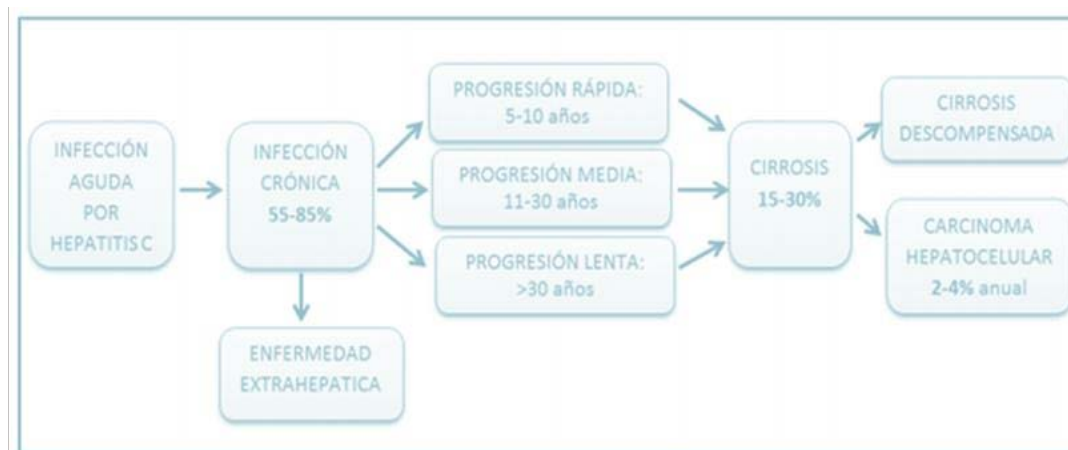 INFECCIÓN
AGUDA
POR
HEPATITIS C
INFECCIÓN
CRÓNICA
55-85%
ENFERMEDAD
EXTRAHEPATICA
PROGRESIÓN RÁPIDA:
5-10 años
PROGRESIÓN MEDIA:
11-30 años
PROGRESIÓN LENTA:
>30 años
CIRROSIS
15-30%
CIRROSIS
DESCOMPENSADA
CARCINOMA
HEPATOCELULAR
2-4% anual